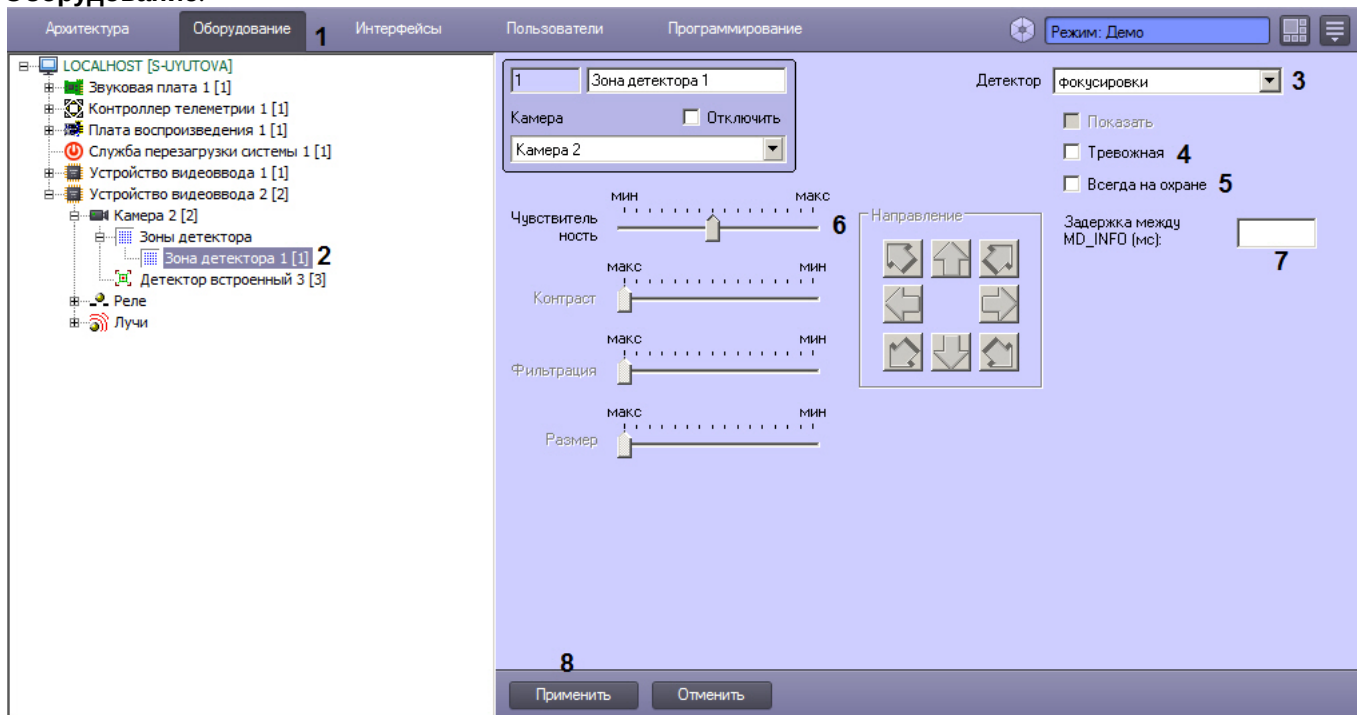 Оборудование.
Архитектура Оборудование 1 Интерфейсы Пользователи Программирование Режим: Демо
LOCALHOST [S-UYUTOVA]
Звуковая плата 1 [1]
Контроллер телеметрии 1 [1]
Плата воспроизведения 1 [1]
Служба перезагрузки системы 1 [1]
Устройство видеоввода 1 [1]
Устройство видеоввода 2 [2]
Камера 2 [2]
Зоны детектора
Зона детектора 1 [1] 2
Детектор встроенный 3 [3]
Реле
Лучи
1 Зона детектора 1
Камера Отключить
Камера 2
Детектор фокусировки 3
Показать
Тревожная 4
Всегда на охране 5
Задержка между
MD_INFO (мс):
7
мин макс
Чувствитель
ность 6
макс мин
Контраст
макс мин
Фильтрация
макс мин
Размер
Направление
8
Применить Отменить